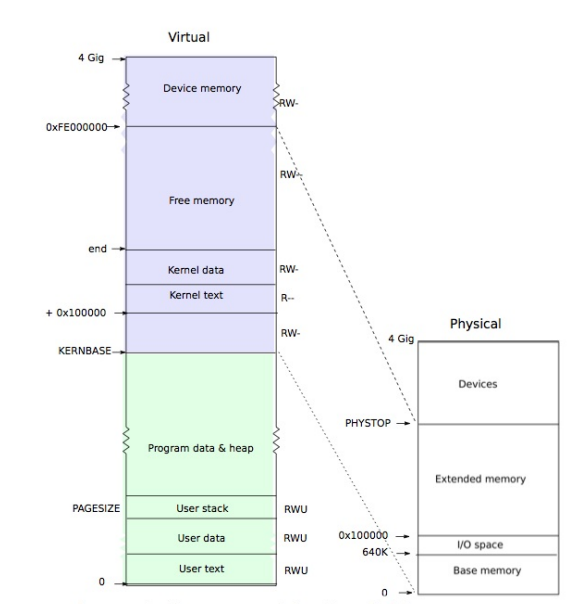 Virtual
4 Gig
Device memory
RW-
0xFE000000
RW--
Free memory
end
Kernel data
RW-
Kernel text
R--
+ 0x100000
RW-
KERNBASE
Program data & heap
PAGESIZE
User stack
RWU
User data
RWU
User text
RWU
0
Physical
4 Gig
Devices
PHYSTOP
Extended memory
0x100000
I/O space
640K
Base memory
0